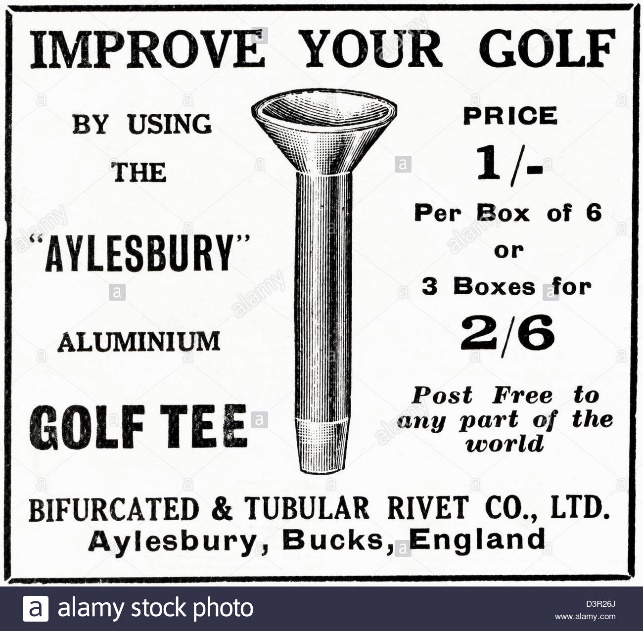 IMPROVE YOUR GOLF
BY USING
THE
"AYLESBURY"
ALUMINIUM
GOLF TEE
PRICE
1/-
Per Box of 6
or
3 Boxes for
2/6
Post Free to
any part of the
world
BIFURCATED & TUBULAR RIVET CO., LTD.
Aylesbury, Bucks, England
a alamy stock photo
D3R26J
www.alamy.com